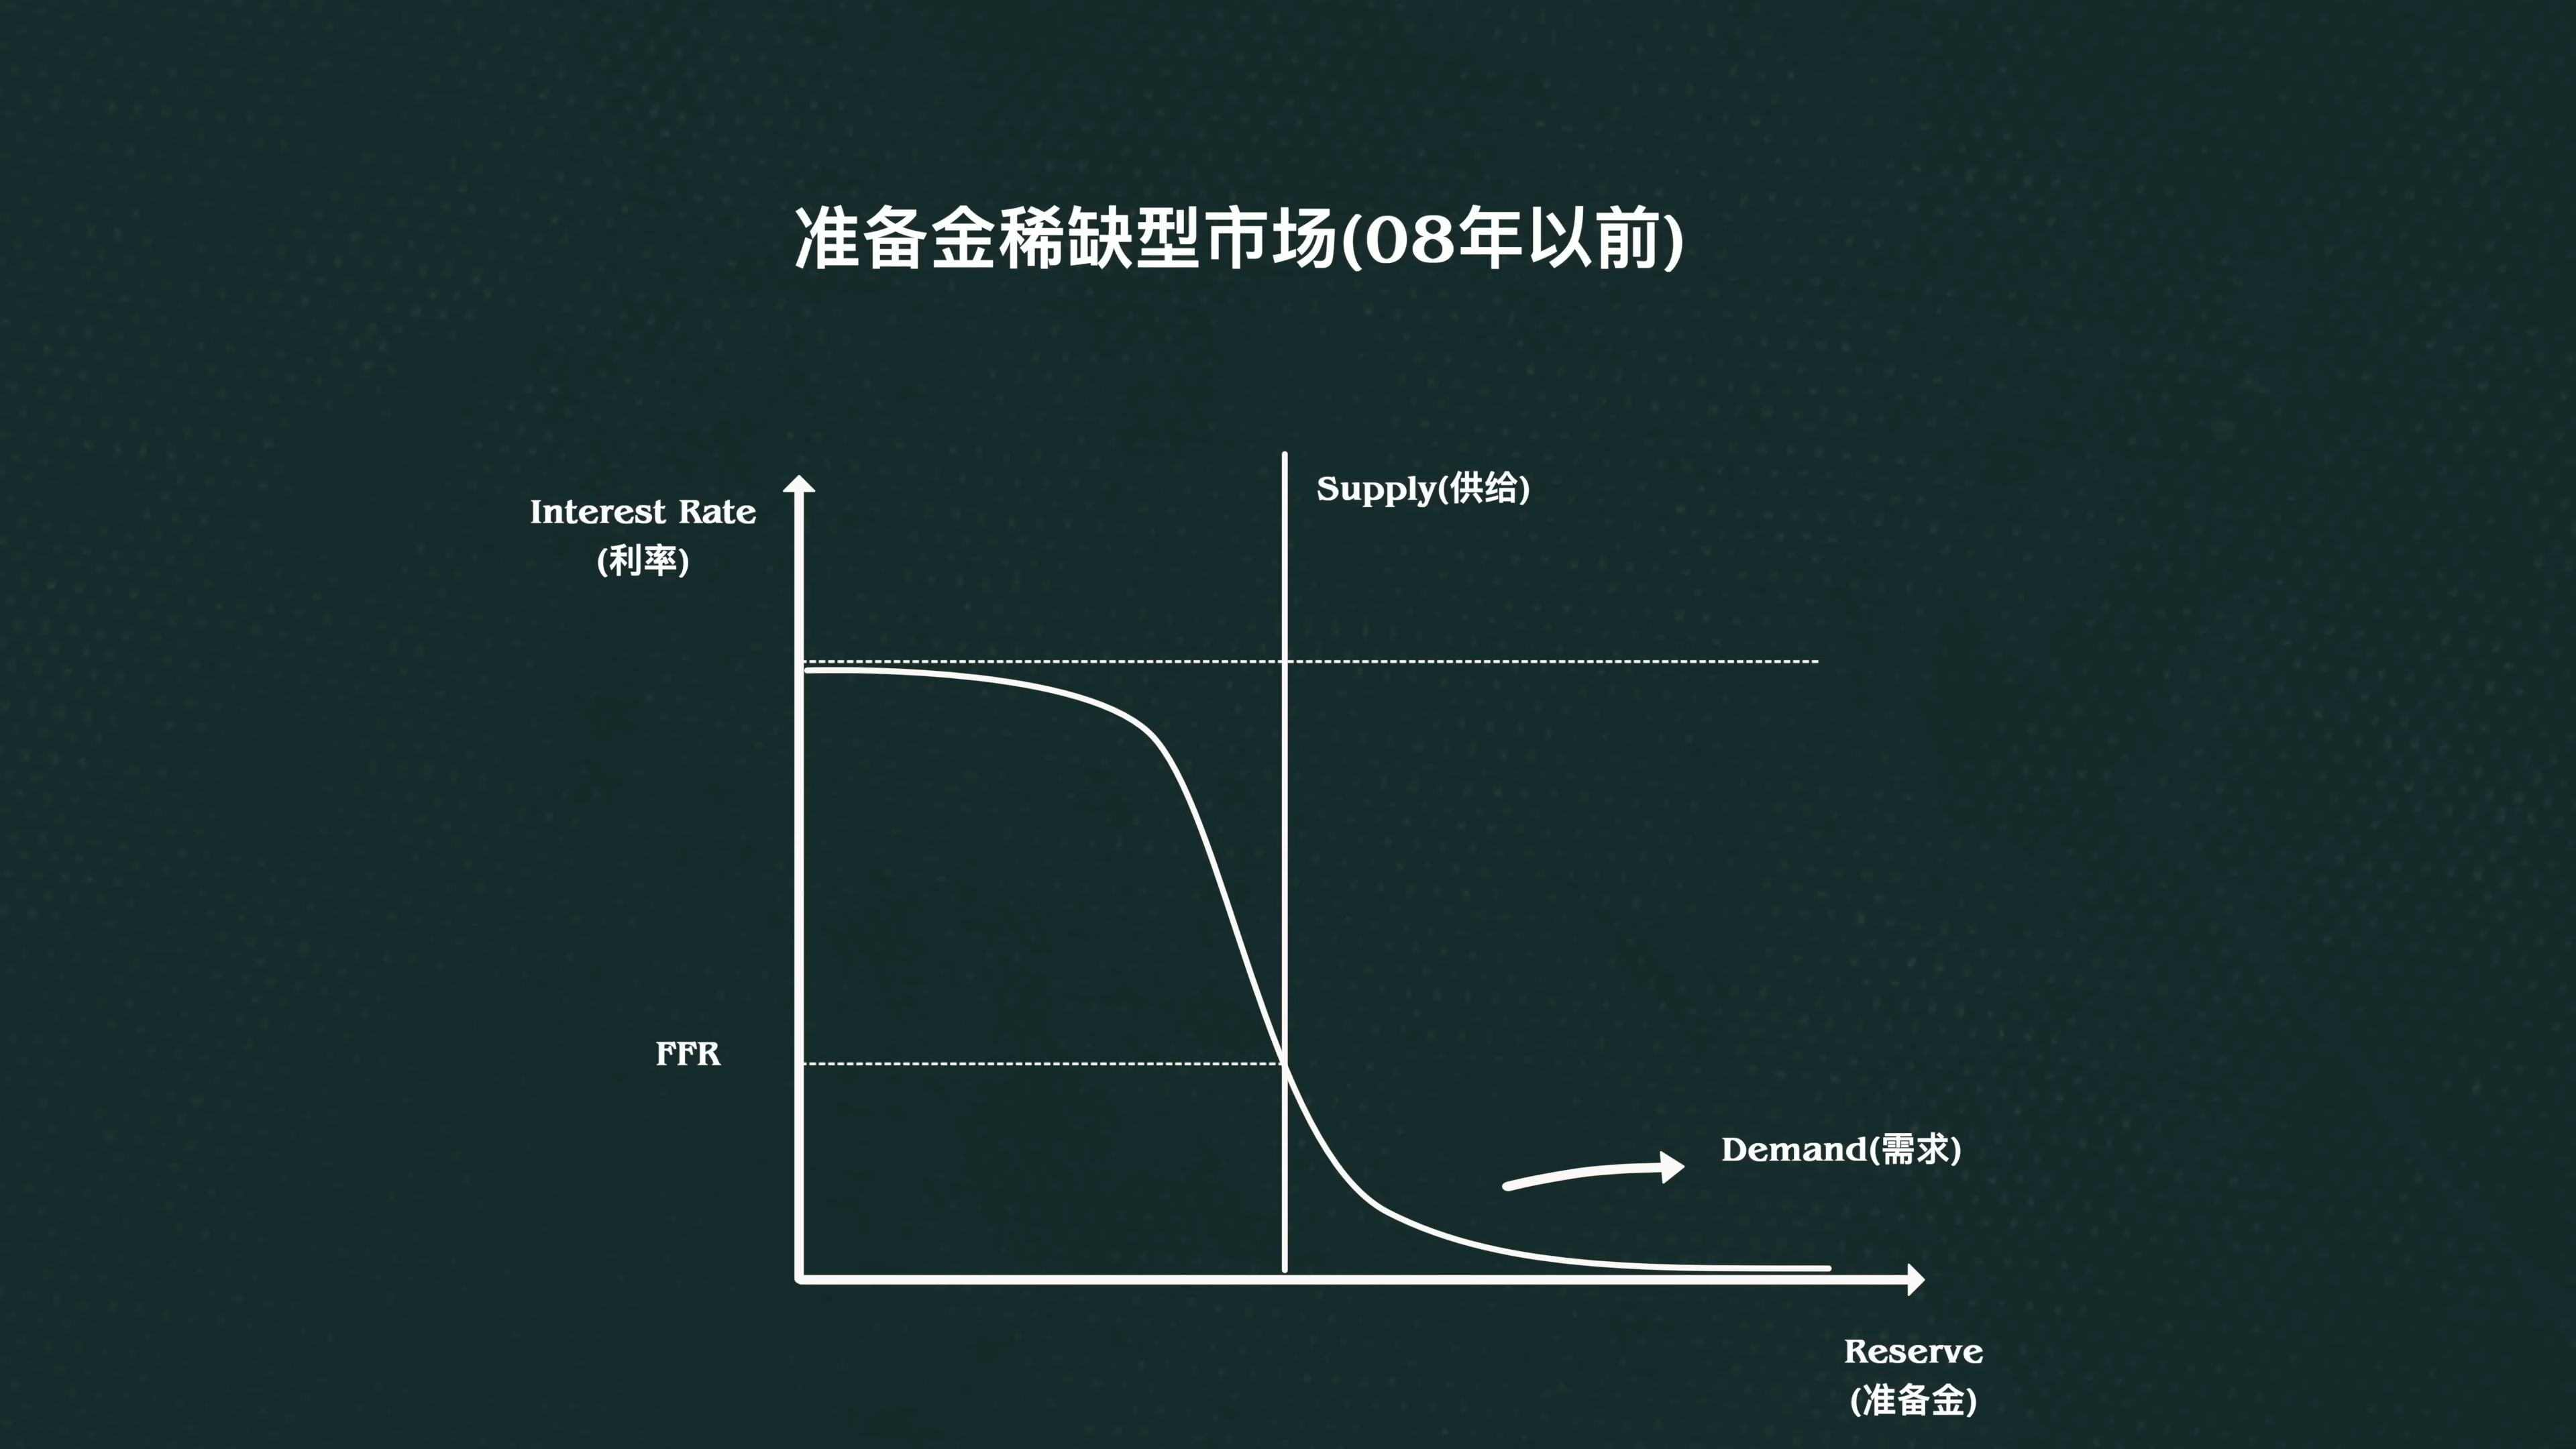 准备金稀缺型市场(08年以前)
Supply(供给)
Interest Rate
(利率)
FFR
Demand(需求)
Reserve
(准备金)